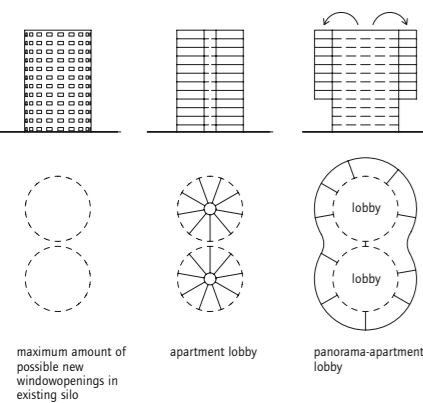 lobby
lobby
maximum amount of
possible new
windowopenings in
existing silo
apartment lobby
panorama-apartment
lobby